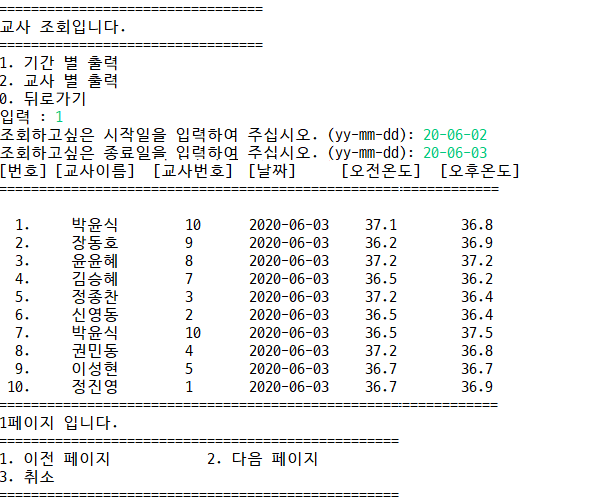 =================================
교사 조회입니다.
=================================
1. 기간 별 출력
2. 교사 별 출력
0. 뒤로가기
입력 : 1
조회하고싶은 시작일을 입력하여 주십시오. (yy-mm-dd): 20-06-02
조회하고싶은 종료일을 입력하여 주십시오. (yy-mm-dd): 20-06-03
[번호] [교사이름] [교사번호] [날짜] [오전온도] [오후온도]
===============================================================
1. 박윤식 10 2020-06-03 37.1 36.8
2. 장동호 9 2020-06-03 36.2 36.9
3. 윤윤혜 8 2020-06-03 37.2 37.2
4. 김승혜 7 2020-06-03 36.5 36.2
5. 정종찬 3 2020-06-03 37.2 36.4
6. 신영동 2 2020-06-03 36.5 36.4
7. 박윤식 10 2020-06-03 36.5 37.5
8. 권민동 4 2020-06-03 37.2 36.8
9. 이성현 5 2020-06-03 36.7 36.7
10. 정진영 1 2020-06-03 36.7 36.9
===============================================================
1페이지 입니다.
==================================================
1. 이전 페이지 2. 다음 페이지
3. 취소
==================================================